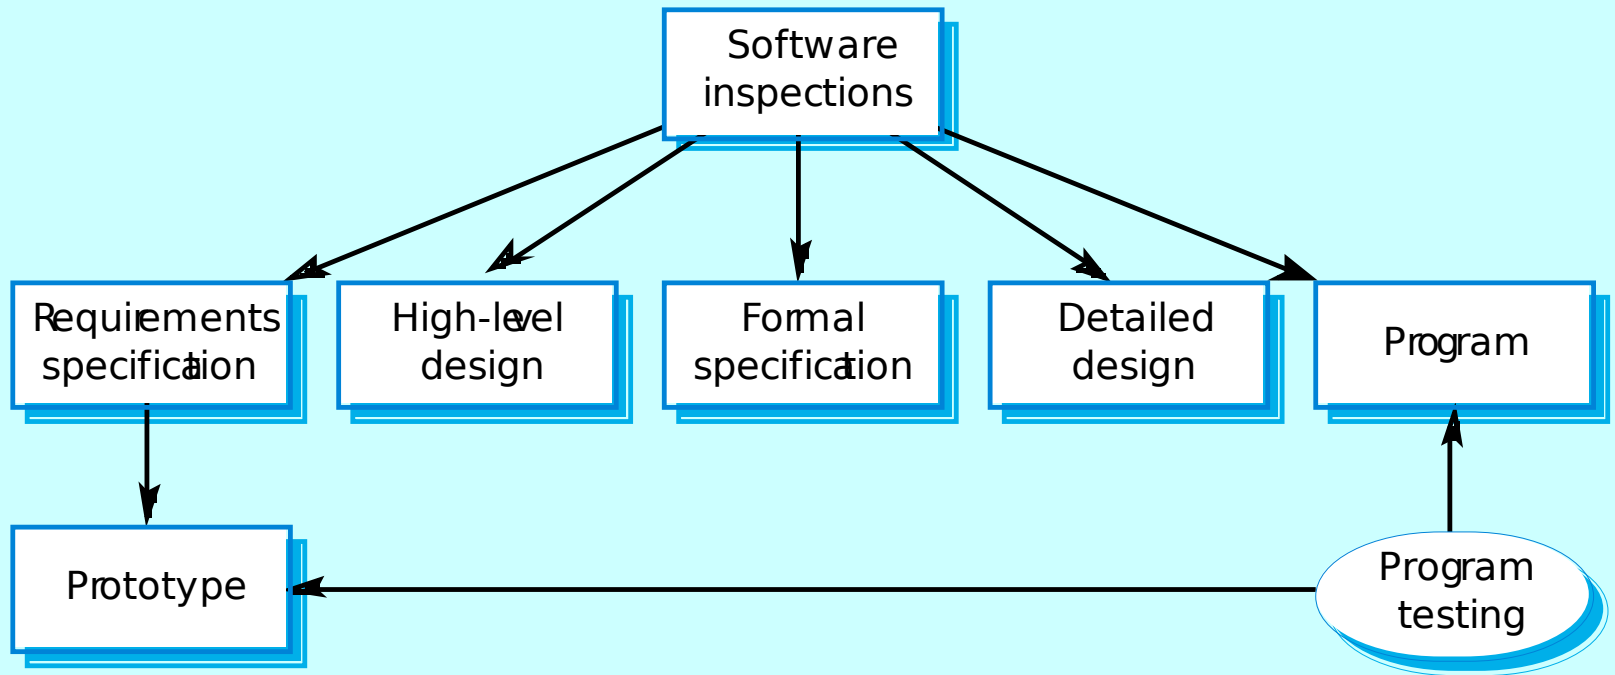 Software
inspections
Requirements
specification
High-level
design
Formal
specification
Detailed
design
Program
Prototype
Program
testing